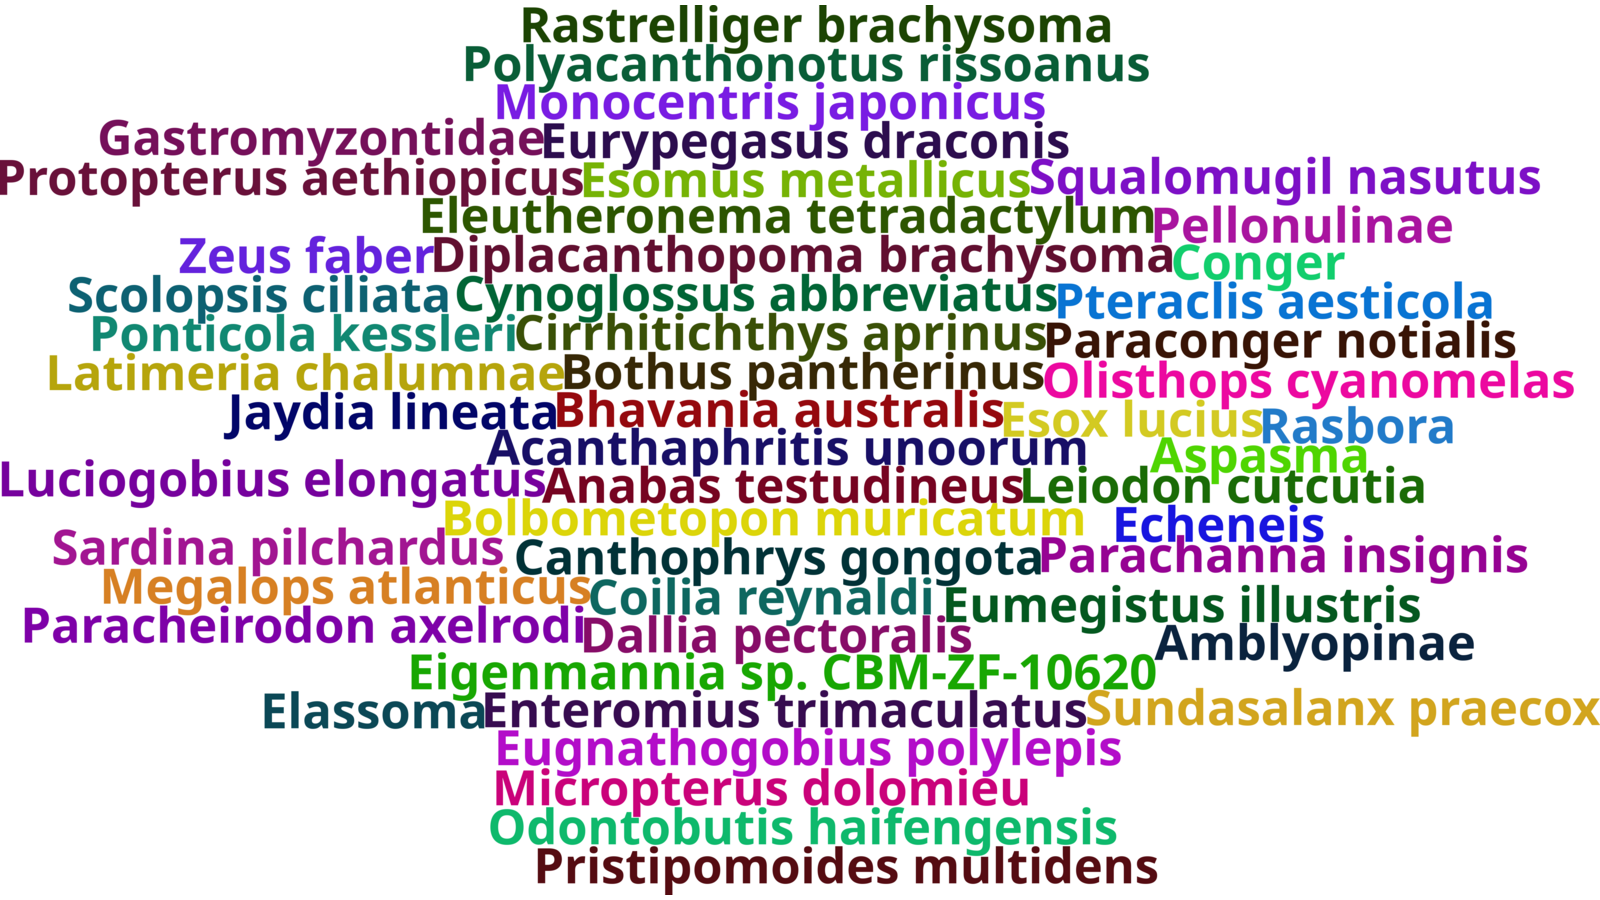 Rastrelliger brachysoma
Polyacanthonotus rissoanus
Monocentris japonicus
Gastromyzontidae Eurypegasus draconis
Protopterus aethiopicus Esomus metallicus Squalomugil nasutus
Eleutheronema tetradactylum Pellonulinae
Zeus faber Diplacanthopoma brachysoma Conger
Scolopsis ciliata Cynoglossus abbreviatus Pteraclis aesticola
Ponticola kessleri Cirrhitichthys aprinus Paraconger notialis
Latimeria chalumnae Bothus pantherinus Olisthops cyanomelas
Jaydia lineata Bhavania australis Esox lucius Rasbora
Acanthaphritis unoorum Aspasma
Luciogobius elongatus Anabas testudineus Leiodon cutcutia
Bolbometopon muricatum Echeneis
Sardina pilchardus Canthophrys gongota Parachanna insignis
Megalops atlanticus Coilia reynaldi Eumegistus illustris
Paracheirodon axelrodi Dallia pectoralis Amblyopinae
Eigenmannia sp. CBM-ZF-10620
Elassoma Enteromius trimaculatus Sundasalanx praecox
Eugnathogobius polylepis
Micropterus dolomieu
Odontobutis haifengensis
Pristipomoides multidens